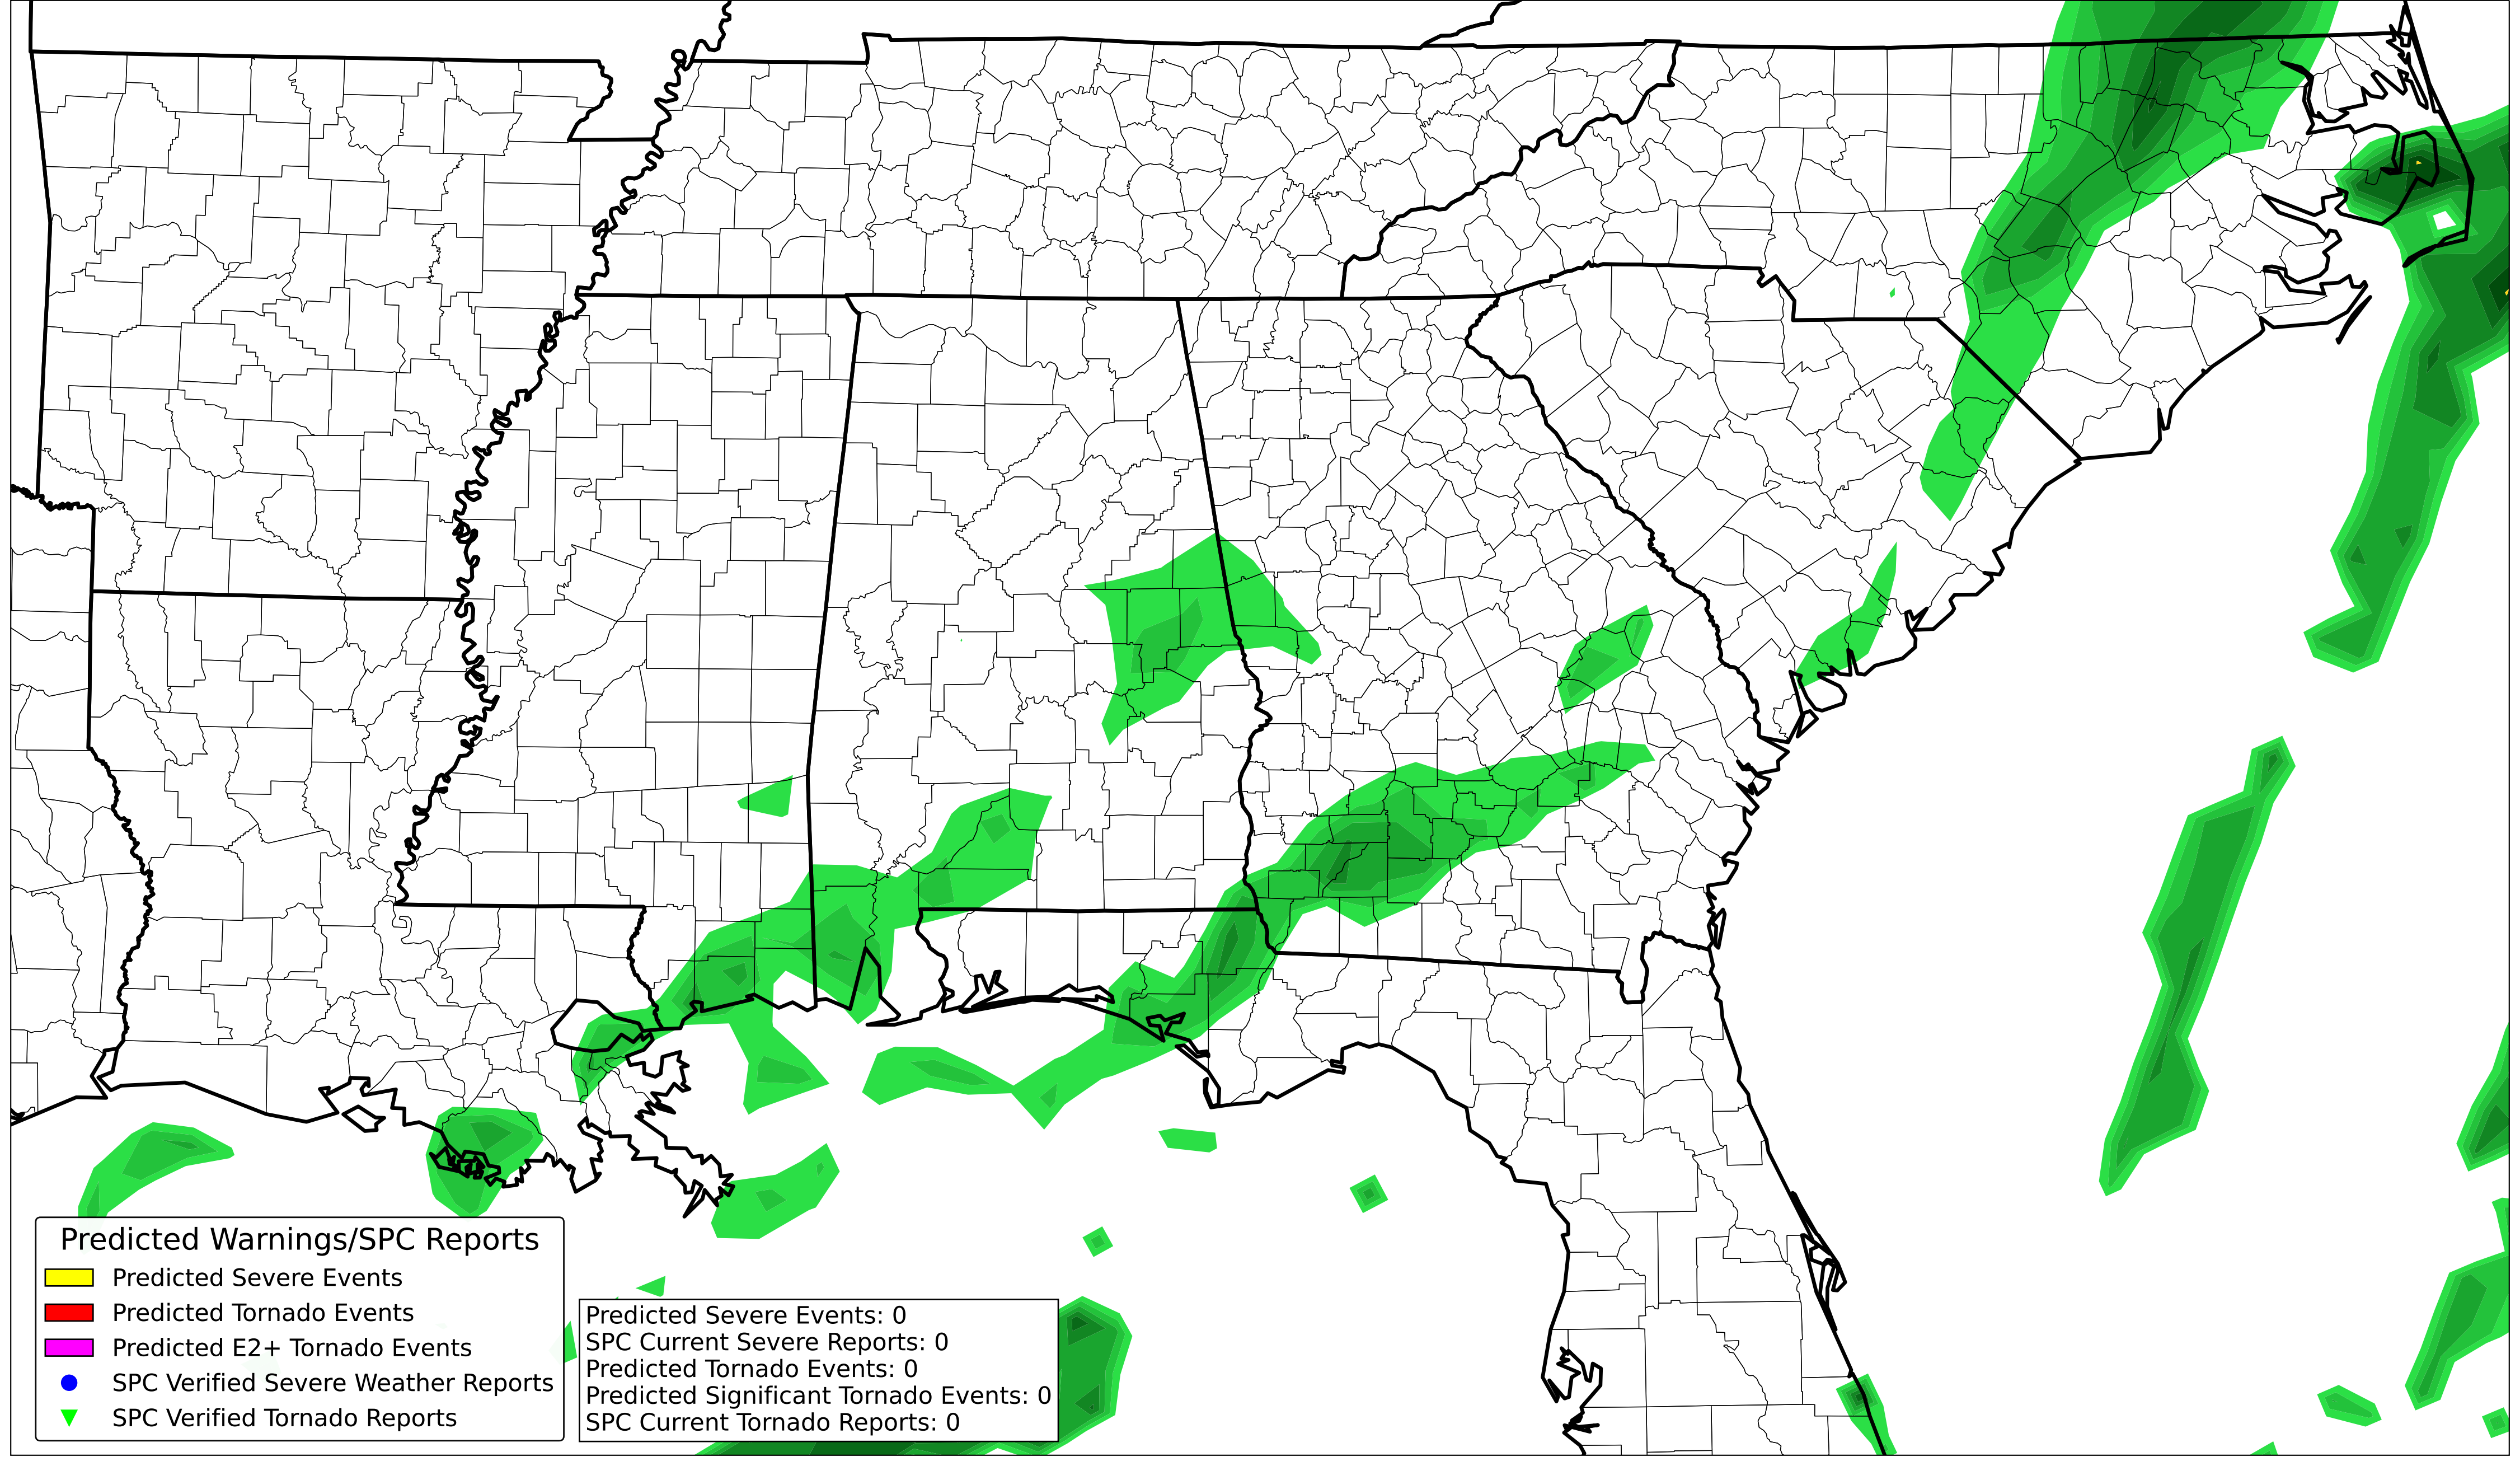 Predicted Warnings/SPC Reports
Predicted Severe Events
Predicted Tornado Events
Predicted E2+ Tornado Events
SPC Verified Severe Weather Reports
SPC Verified Tornado Reports
Predicted Severe Events: 0
SPC Current Severe Reports: 0
Predicted Tornado Events: 0
Predicted Significant Tornado Events: 0
SPC Current Tornado Reports: 0